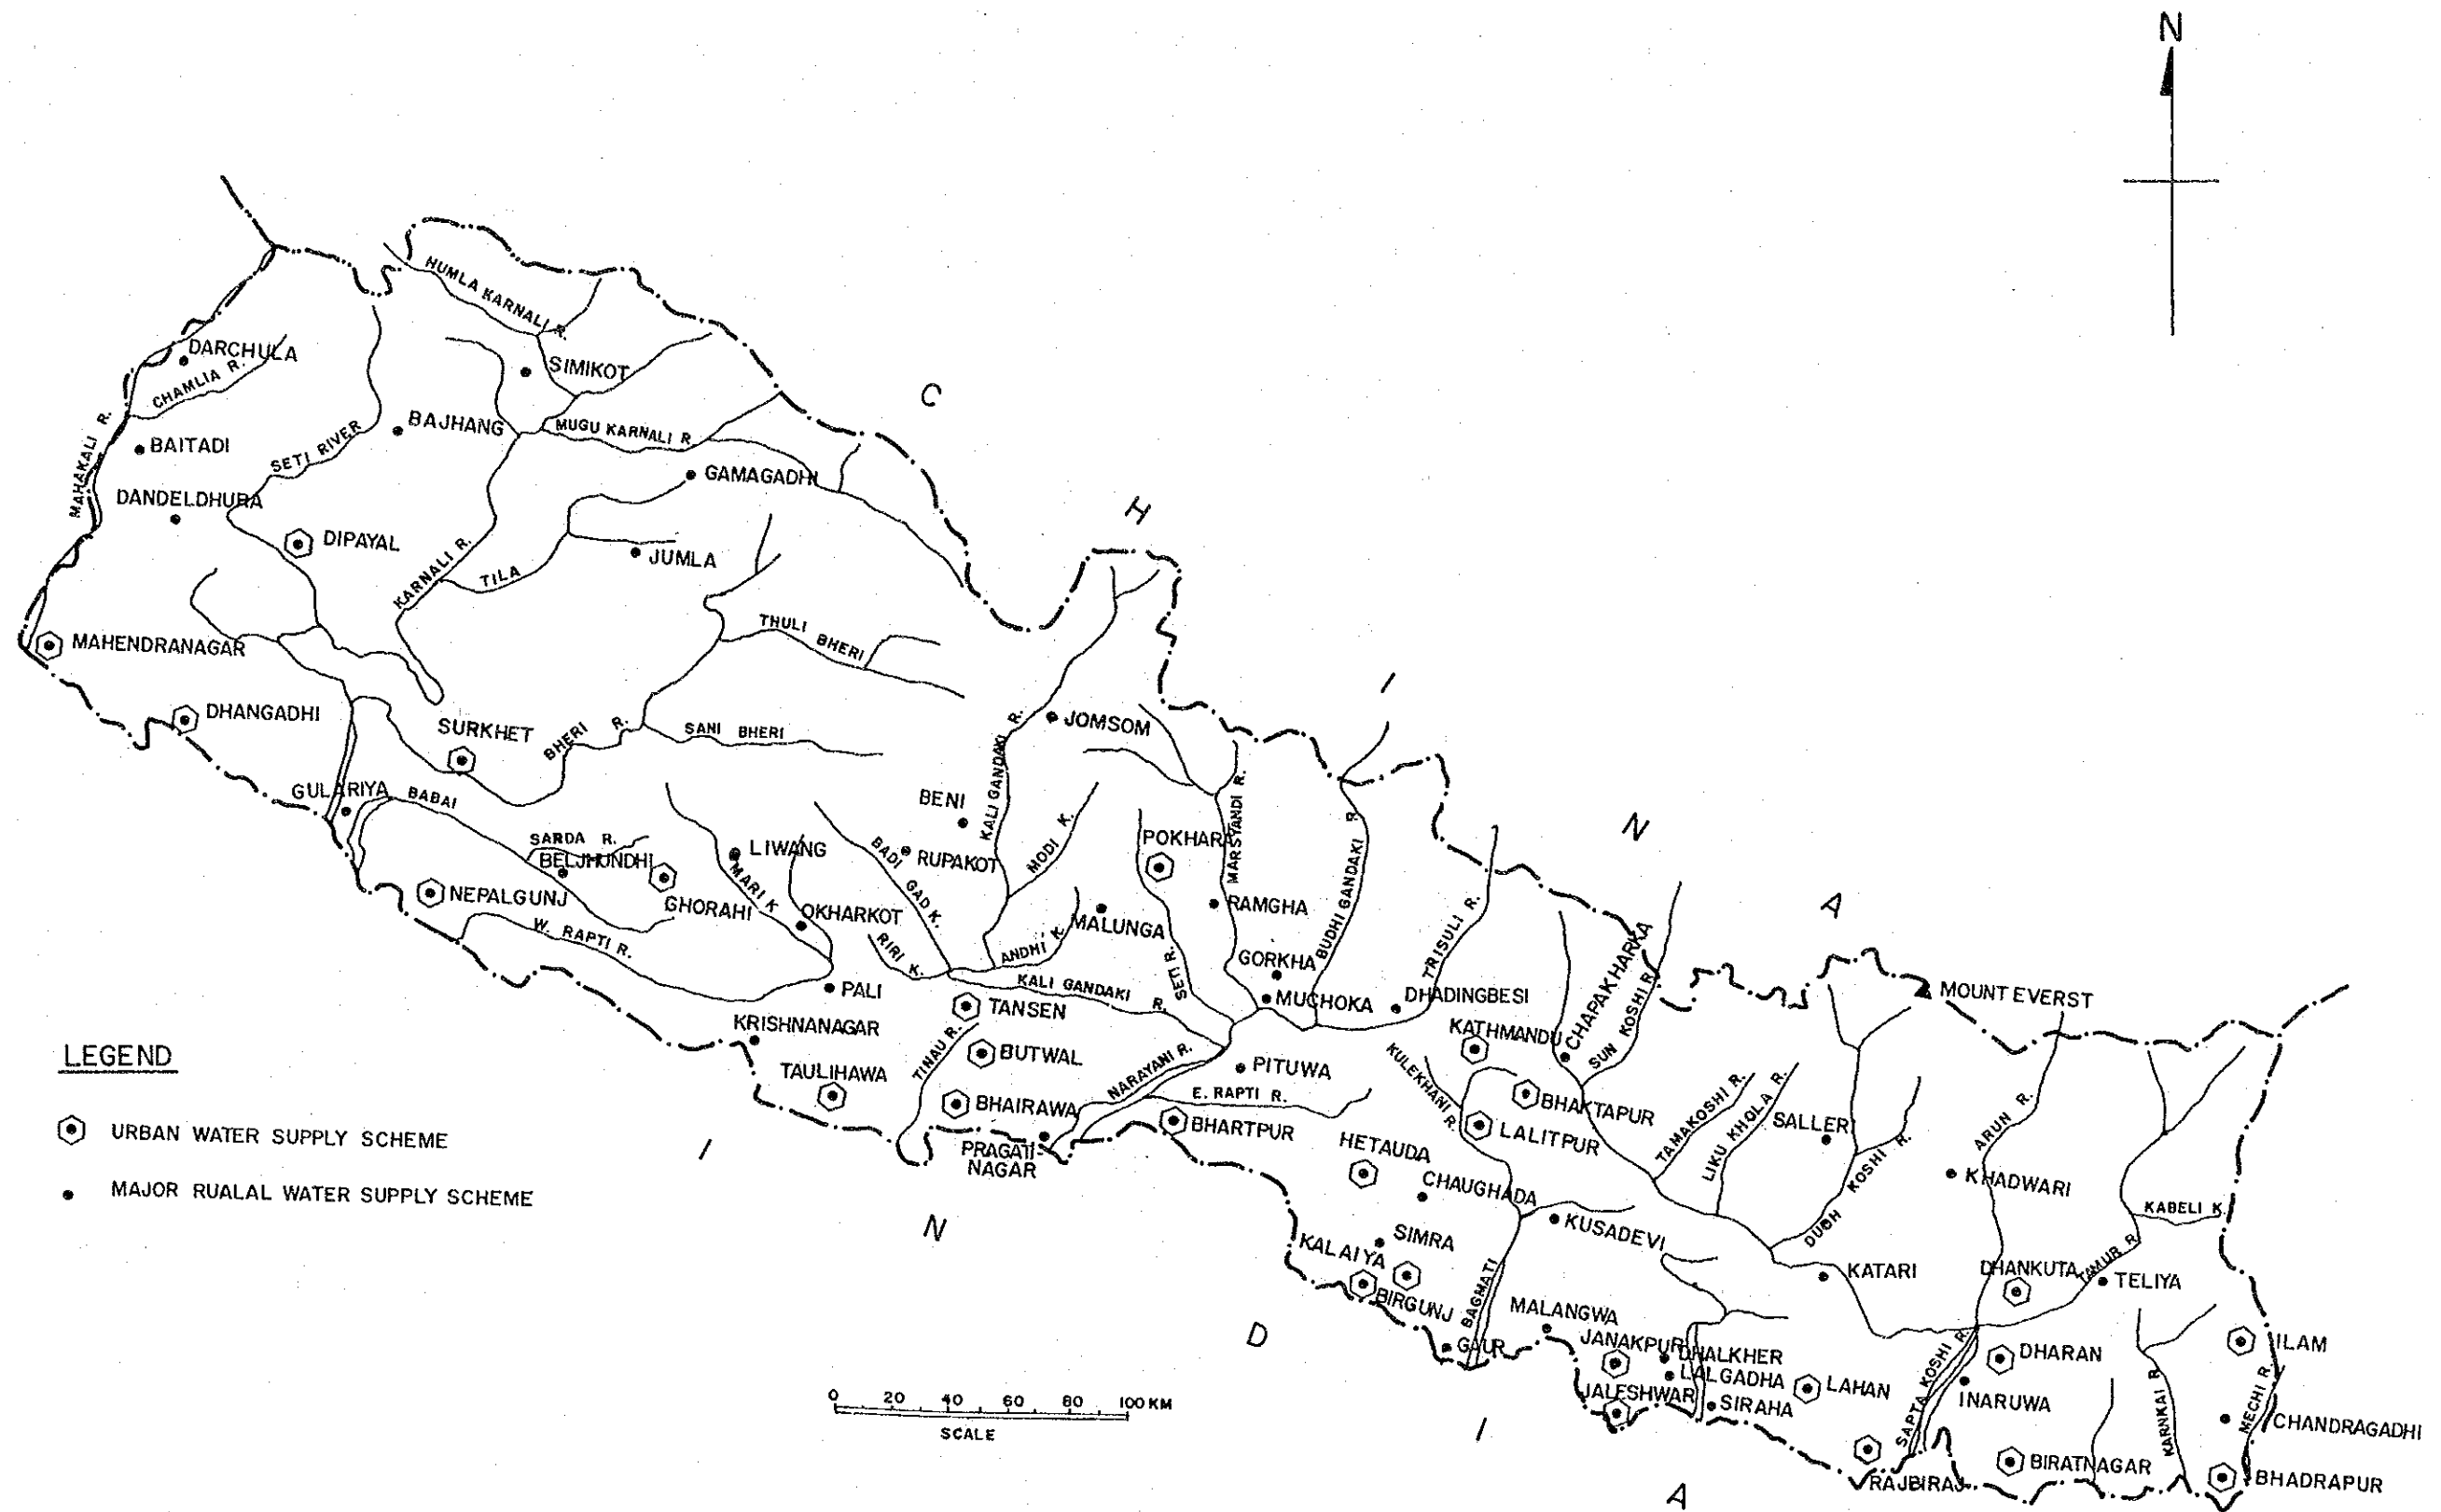 N
HUMLA KARNALI R.
DARCHULA
CHAMLIA R.
SIMIKOT
C
MAHAKALI R.
BAITADI
SETI RIVER
BAJHANG
MUGU KARNALI R.
GAMAGADHI
H
DANDELDHURA
DIPAYAL
KARNALI R.
TILA
JUMLA
THULI BHERI
MAHENDRANAGAR
I
DHANGADHI
SURKHET
BHERI R.
SANI BHERI
JOMSOM
KALI GANDAKI R.
GULARIYA
BABAI
BENI
MARSYANDI R.
N
SARDA R.
BELJHUNDHI
LIWANG
BADI GAD K.
RUPAKOT
MODI K.
POKHARA
BUDHI GANDAKI R.
NEPALGUNJ
GHORAHI
MARI K
OKHARKOT
MALUNGA
RAMGHA
TRISULI R.
A
W. RAPTI R.
RIRI K.
ANDHI K.
SETI R.
GORKHA
CHAPAKHARKA
SUN KOSHI R.
PALI
KALI GANDAKI R.
TANSEN
MUCHOKA
DHADINGBESI
MOUNT EVERST
KRISHNANAGAR
KATHMANDU
LEGEND
TAULIHAWA
TINAU R.
BUTWAL
NARAYANI R.
PITUWA
KULEKHANI R.
BHAIRAWA
E. RAPTI R.
BHAKTAPUR
TAMAKOSHI R.
LIKU KHOLA R.
SALLERI
ARUN R.
URBAN WATER SUPPLY SCHEME
I
PRAGATI-
NAGAR
BHARTPUR
HETAUDA
LALITPUR
DUDH KOSHI R.
KHADWARI
MAJOR RUALAL WATER SUPPLY SCHEME
CHAUGHADA
KABELI K.
N
KALAIYA
SIMRA
KUSADEVI
KATARI
DHANKUTA
TAMUR R.
TELIYA
BIRGUNJ
BAGMATI
MALANGWA
D
GAUR
JANAKPUR
DHALKHER
LALGADHA
DHARAN
ILAM
0 20 40 60 80 100 KM
SCALE
JALESHWAR
SIRAHA
LAHAN
SAPTA KOSHI R.
INARUWA
KARNKAI R.
MECHI R.
CHANDRAGADHI
I
A
RAJBIRAJ
BIRATNAGAR
BHADRAPUR